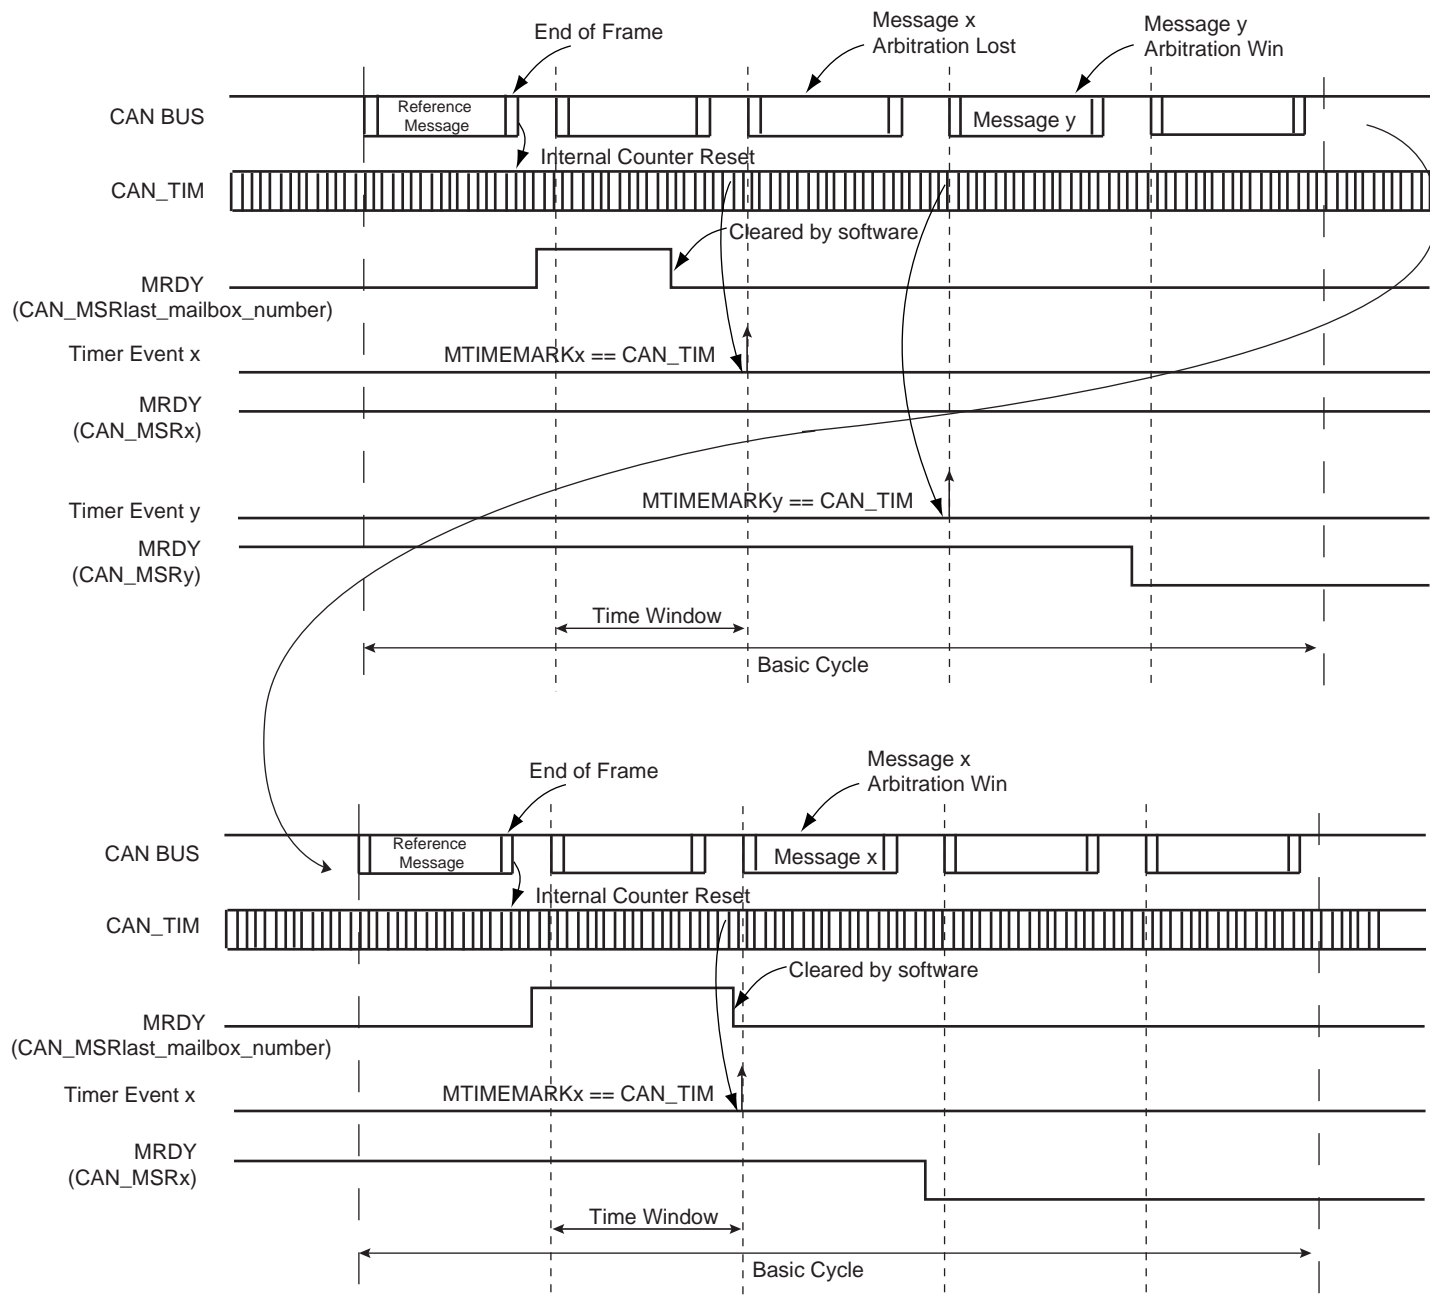 End of Frame
Message x
Arbitration Lost
Message y
Arbitration Win
CAN BUS
Reference
Message
Message y
Internal Counter Reset
CAN_TIM
Cleared by software
MRDY
(CAN_MSRlast_mailbox_number)
Timer Event x
MTIMEMARKx == CAN_TIM
MRDY
(CAN_MSRx)
Timer Event y
MTIMEMARKy == CAN_TIM
MRDY
(CAN_MSRy)
Time Window
Basic Cycle
End of Frame
Message x
Arbitration Win
CAN BUS
Reference
Message
Message x
Internal Counter Reset
CAN_TIM
Cleared by software
MRDY
(CAN_MSRlast_mailbox_number)
Timer Event x
MTIMEMARKx == CAN_TIM
MRDY
(CAN_MSRx)
Time Window
Basic Cycle